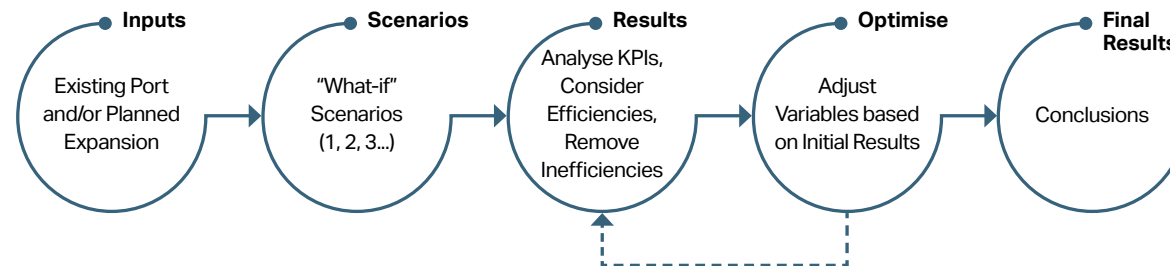 Inputs
Existing Port
and/or Planned
Expansion
Scenarios
“What-if”
Scenarios
(1, 2, 3...)
Results
Analyse KPIs,
Consider
Efficiencies,
Remove
Inefficiencies
Optimise
Adjust
Variables based
on Initial Results
Final
Results
Conclusions